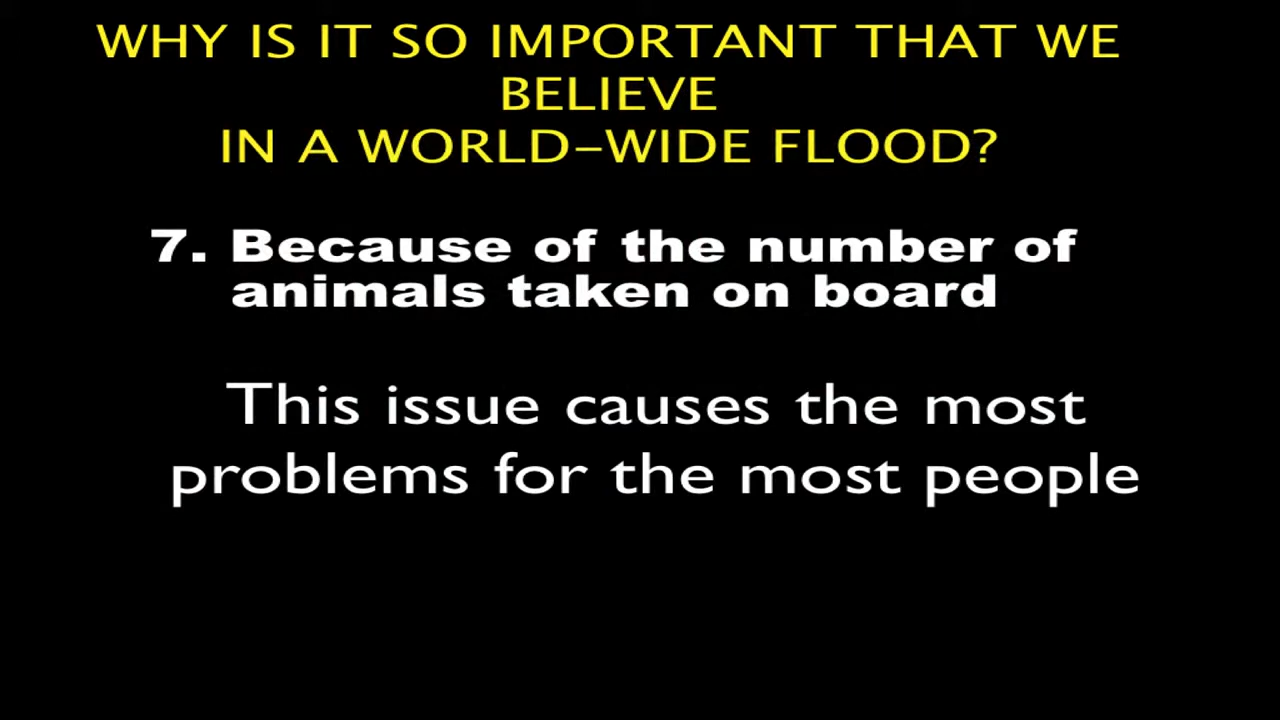 WHY IS IT SO IMPORTANT THAT WE
BELIEVE
IN A WORLD-WIDE FLOOD?
7. Because of the number of
animals taken on board
This issue causes the most
problems for the most people